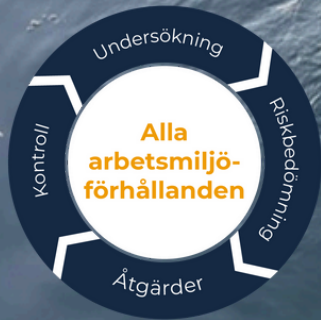 Undersökning
Riskbedömning
Åtgärder
Kontroll
Alla
arbetsmiljö-
förhållanden